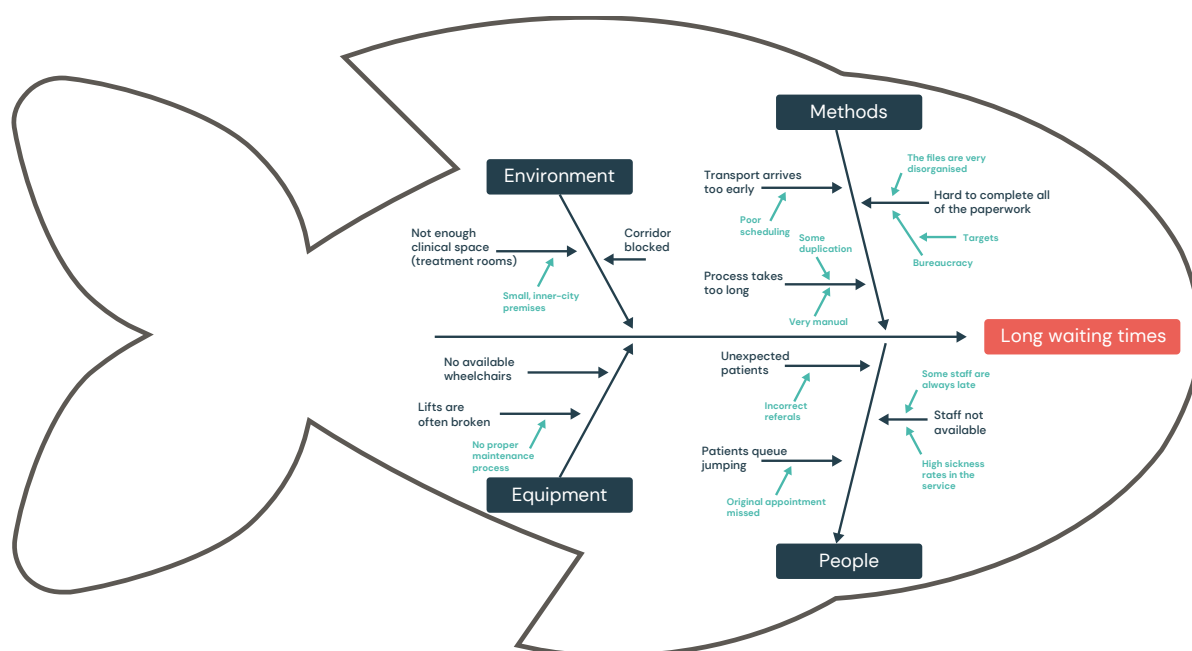 Methods
The files are very
disorganised
Transport arrives
too early
Hard to complete all
of the paperwork
Poor
scheduling
Targets
Bureaucracy
Some
duplication
Process takes
too long
Very manual
Environment
Not enough
clinical space
(treatment rooms)
Corridor
blocked
Small, inner-city
premises
Long waiting times
No available
wheelchairs
Lifts are
often broken
No proper
maintenance
process
Equipment
Unexpected
patients
Incorrect
referals
Some staff are
always late
Staff not
available
High sickness
rates in the
service
Patients queue
jumping
Original appointment
missed
People